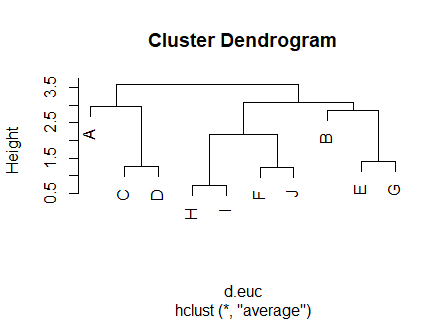 Cluster Dendrogram
Height
3.5
2.5
1.5
0.5
A
B
C
D
H
I
F
J
E
G
d.euc
hclust (*, "average")